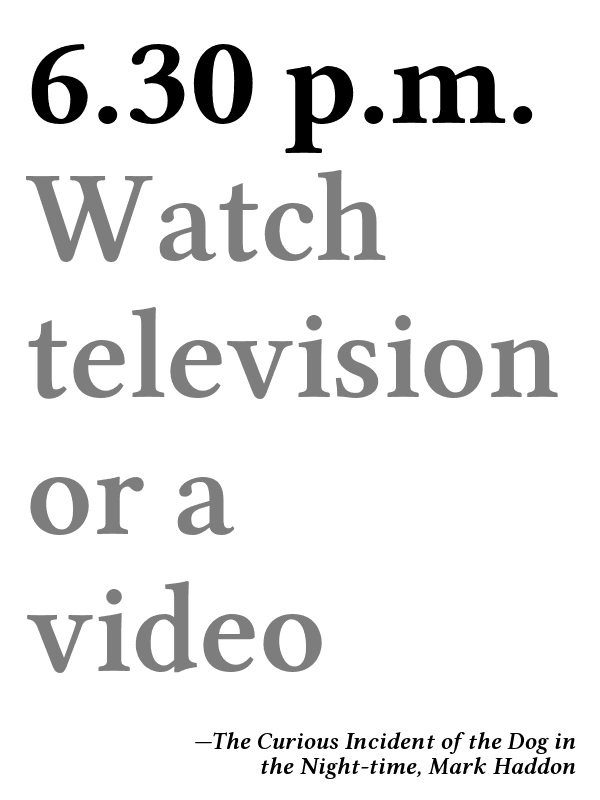 6.30 p.m.
Watch
television
or a
video
—The Curious Incident of the Dog in
the Night-time, Mark Haddon